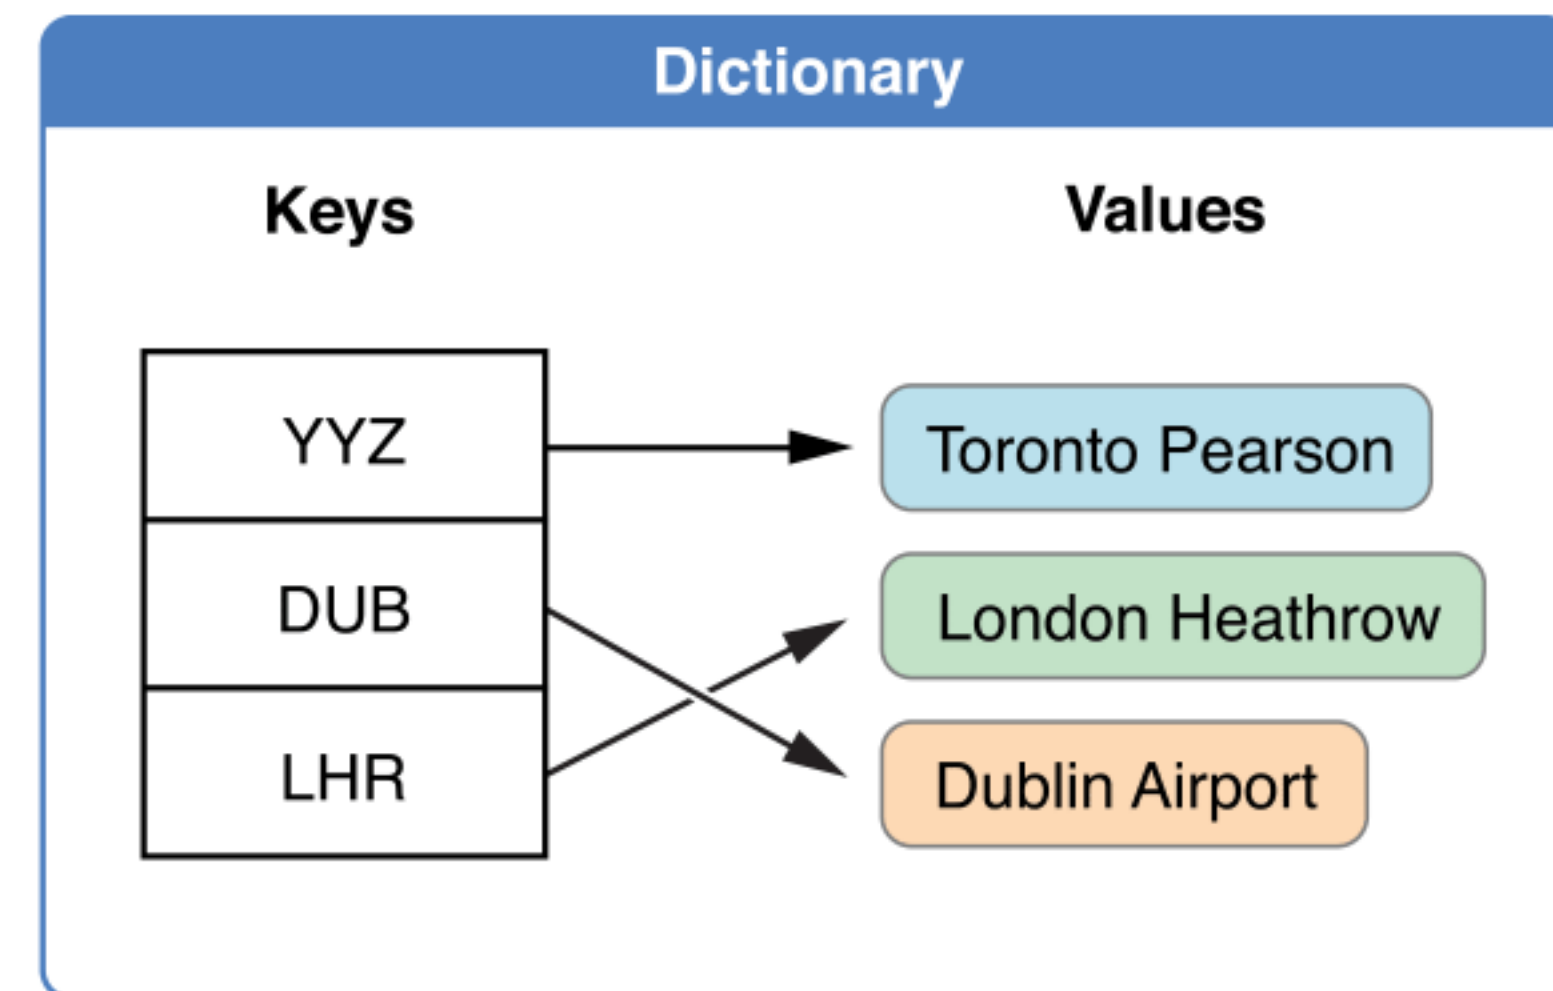 Dictionary
Keys
Values
YYZ
Toronto Pearson
DUB
London Heathrow
LHR
Dublin Airport